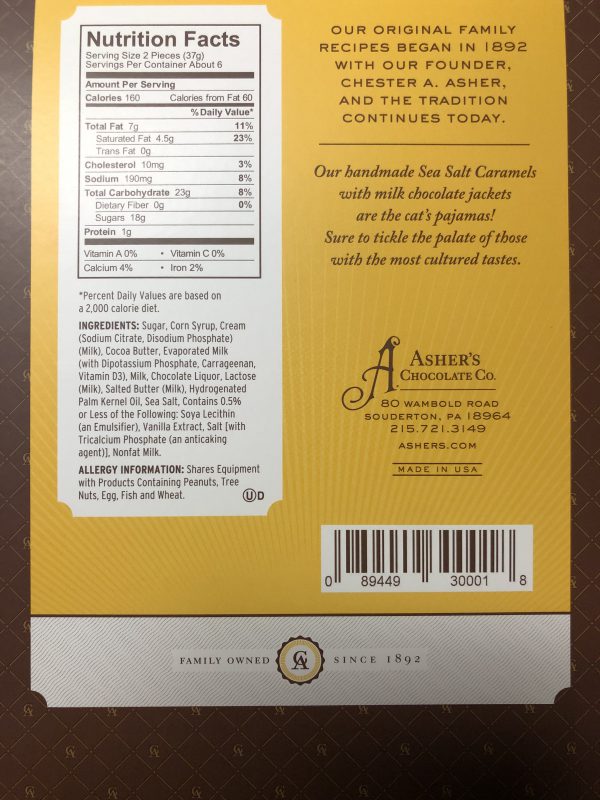 Nutrition Facts
Serving Size 2 Pieces (37g)
Servings Per Container About 6
Amount Per Serving
Calories 160 Calories from Fat 60
% Daily Value*
Total Fat 7g 11%
Saturated Fat 4.5g 23%
Trans Fat 0g
Cholesterol 10mg 3%
Sodium 190mg 8%
Total Carbohydrate 23g 8%
Dietary Fiber 0g 0%
Sugars 18g
Protein 1g
Vitamin A 0% • Vitamin C 0%
Calcium 4% • Iron 2%
*Percent Daily Values are based on
a 2,000 calorie diet.
INGREDIENTS: Sugar, Corn Syrup, Cream
(Sodium Citrate, Disodium Phosphate)
(Milk), Cocoa Butter, Evaporated Milk
(with Dipotassium Phosphate, Carrageenan,
Vitamin D3), Milk, Chocolate Liquor, Lactose
(Milk), Salted Butter (Milk), Hydrogenated
Palm Kernel Oil, Sea Salt, Contains 0.5%
or Less of the Following: Soya Lecithin
(an Emulsifier), Vanilla Extract, Salt [with
Tricalcium Phosphate (an anticaking
agent)], Nonfat Milk.
ALLERGY INFORMATION: Shares Equipment
with Products Containing Peanuts, Tree
Nuts, Egg, Fish and Wheat.
Ⓤ D
OUR ORIGINAL FAMILY
RECIPES BEGAN IN 1892
WITH OUR FOUNDER,
CHESTER A. ASHER,
AND THE TRADITION
CONTINUES TODAY.
Our handmade Sea Salt Caramels
with milk chocolate jackets
are the cat's pajamas!
Sure to tickle the palate of those
with the most cultured tastes.
A ASHER'S
CHOCOLATE CO.
80 WAMBOLD ROAD
SOUDERTON, PA 18964
215.721.3149
ASHERS.COM
MADE IN USA
0 89449 30001 8
FAMILY OWNED CA SINCE 1892